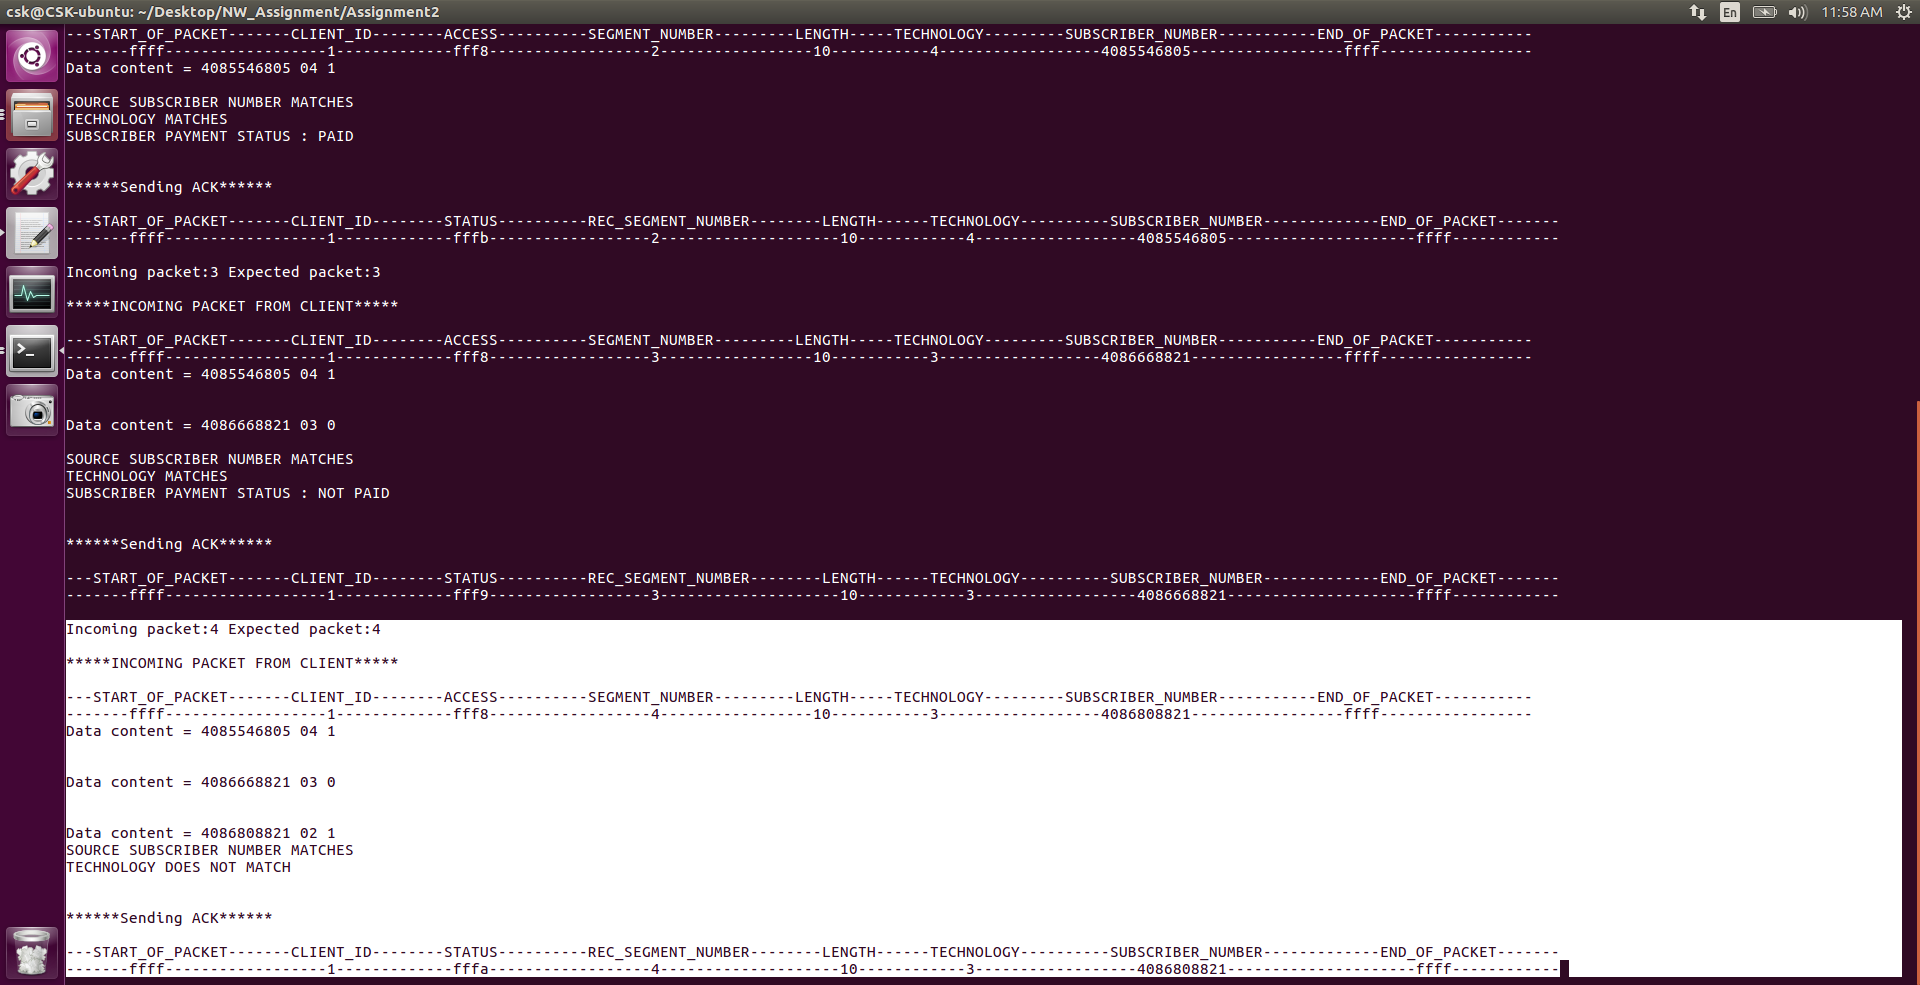 csk@CSK-ubuntu: ~/Desktop/NW_Assignment/Assignment2
En
11:58 AM
---START_OF_PACKET-------CLIENT_ID--------ACCESS----------SEGMENT_NUMBER---------LENGTH-----TECHNOLOGY---------SUBSCRIBER_NUMBER-----------END_OF_PACKET-----------
-------ffff------------------1-------------fff8------------------2-----------------10-----------4------------------4085546805-----------------ffff-----------------
Data content = 4085546805 04 1
SOURCE SUBSCRIBER NUMBER MATCHES
TECHNOLOGY MATCHES
SUBSCRIBER PAYMENT STATUS : PAID
******Sending ACK******
---START_OF_PACKET-------CLIENT_ID--------STATUS----------REC_SEGMENT_NUMBER--------LENGTH------TECHNOLOGY----------SUBSCRIBER_NUMBER-------------END_OF_PACKET-------
-------ffff------------------1-------------fffb------------------2--------------------10------------4------------------4085546805---------------------ffff------------
Incoming packet:3 Expected packet:3
*****INCOMING PACKET FROM CLIENT*****
---START_OF_PACKET-------CLIENT_ID--------ACCESS----------SEGMENT_NUMBER---------LENGTH-----TECHNOLOGY---------SUBSCRIBER_NUMBER-----------END_OF_PACKET-----------
-------ffff------------------1-------------fff8------------------3-----------------10-----------3------------------4086668821-----------------ffff-----------------
Data content = 4085546805 04 1
Data content = 4086668821 03 0
SOURCE SUBSCRIBER NUMBER MATCHES
TECHNOLOGY MATCHES
SUBSCRIBER PAYMENT STATUS : NOT PAID
******Sending ACK******
---START_OF_PACKET-------CLIENT_ID--------STATUS----------REC_SEGMENT_NUMBER--------LENGTH------TECHNOLOGY----------SUBSCRIBER_NUMBER-------------END_OF_PACKET-------
-------ffff------------------1-------------fff9------------------3--------------------10------------3------------------4086668821---------------------ffff------------
Incoming packet:4 Expected packet:4
*****INCOMING PACKET FROM CLIENT*****
---START_OF_PACKET-------CLIENT_ID--------ACCESS----------SEGMENT_NUMBER---------LENGTH-----TECHNOLOGY---------SUBSCRIBER_NUMBER-----------END_OF_PACKET-----------
-------ffff------------------1-------------fff8------------------4-----------------10-----------3------------------4086808821-----------------ffff-----------------
Data content = 4085546805 04 1
Data content = 4086668821 03 0
Data content = 4086808821 02 1
SOURCE SUBSCRIBER NUMBER MATCHES
TECHNOLOGY DOES NOT MATCH
******Sending ACK******
---START_OF_PACKET-------CLIENT_ID--------STATUS----------REC_SEGMENT_NUMBER--------LENGTH------TECHNOLOGY----------SUBSCRIBER_NUMBER-------------END_OF_PACKET-------
-------ffff------------------1-------------fffa------------------4--------------------10------------3------------------4086808821---------------------ffff------------